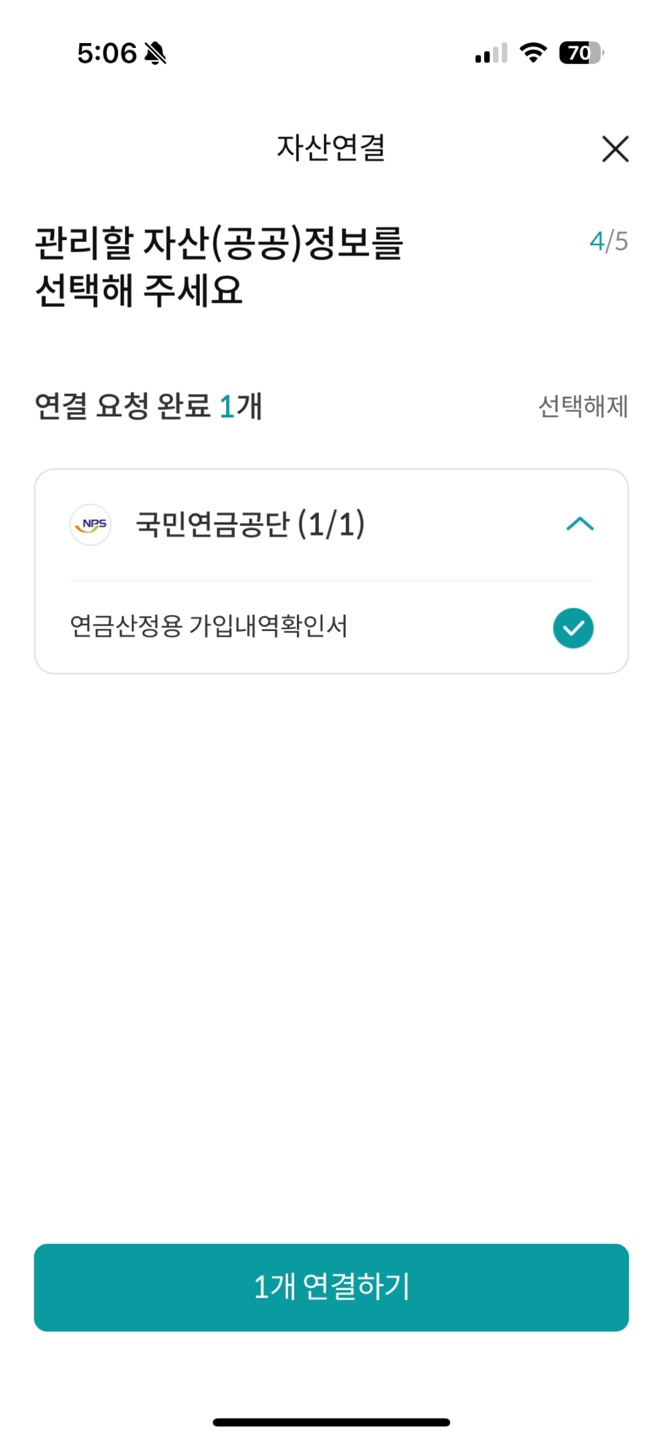 5:06
70
자산연결
관리할 자산(공공)정보를
4/5
선택해 주세요
연결 요청 완료 1개
선택해제
NPS
국민연금공단 (1/1)
연금산정용 가입내역확인서
1개 연결하기